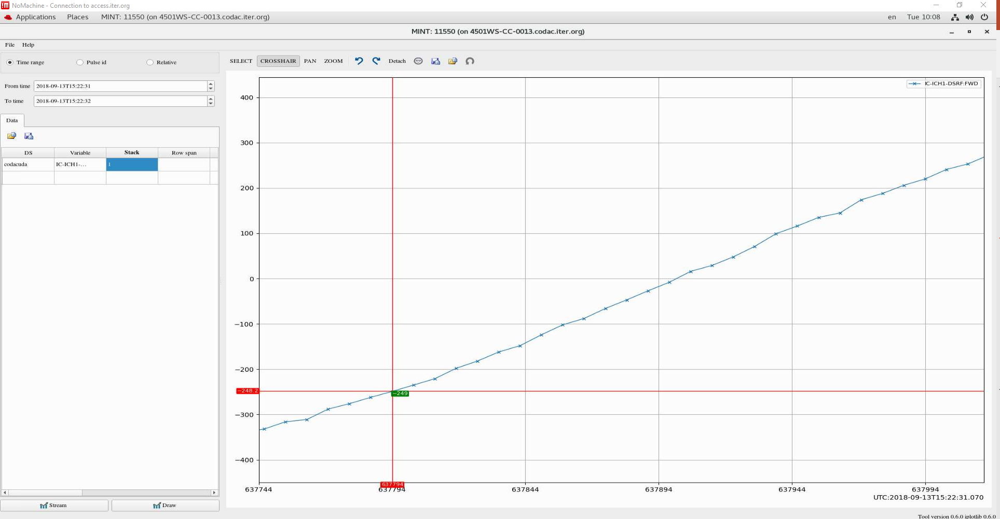 NoMachine - Connection to access.iter.org
Applications Places MINT: 11550 (on 4501WS-CC-0013.codac.iter.org) en Tue 10:08
MINT: 11550 (on 4501WS-CC-0013.codac.iter.org)
File Help
Time range Pulse id Relative
From time 2018-09-13T15:22:31
To time 2018-09-13T15:22:32
Data
DS Variable Stack Row span
codacuda IC-ICH1-... 1
Stream Draw
SELECT CROSSHAIR PAN ZOOM Detach
IC-ICH1-DSRF:FWD
400
300
200
100
0
−100
−200
−248.2
−249
−300
−400
637794
637744 637794 637844 637894 637944 637994
UTC:2018-09-13T15:22:31.070
Tool version 0.6.0 iplotlib 0.6.0